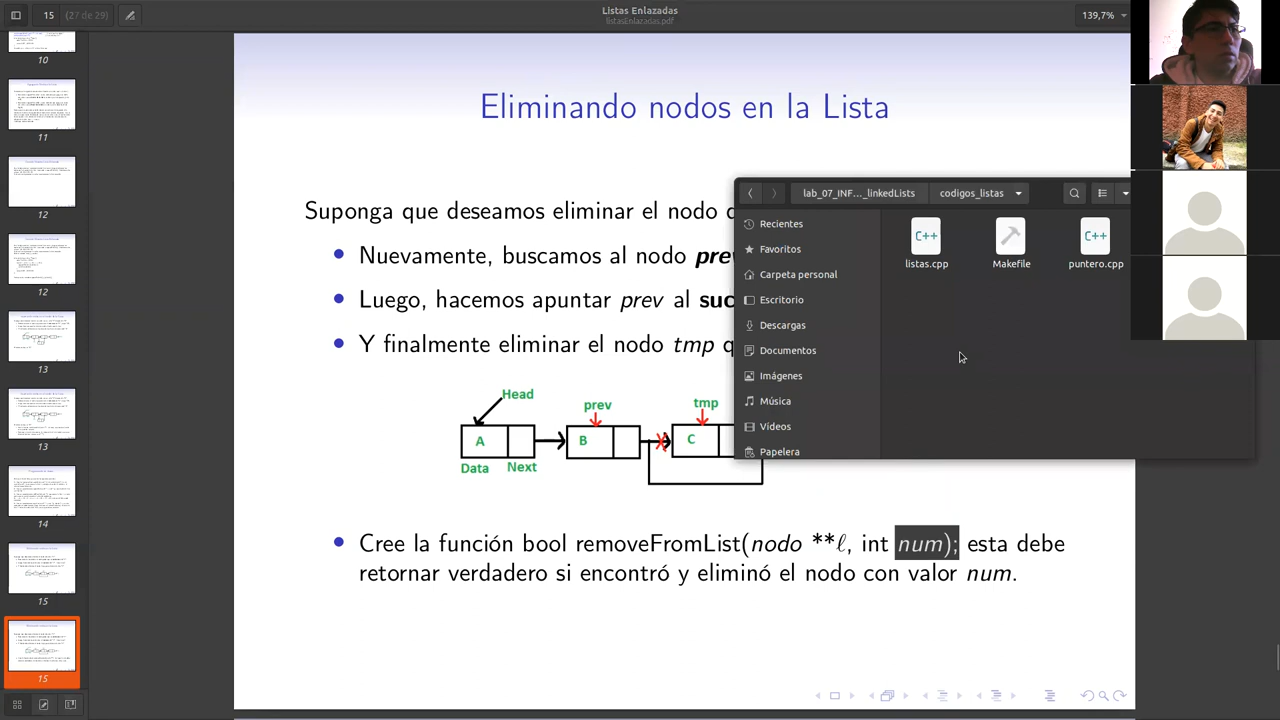 Listas Enlazadas
listasEnlazadas.pdf
15 (27 de 29)
139,7%
10
11
12
12
13
13
14
15
15
Eliminando nodos en la Lista
Suponga que deseamos eliminar el nodo
Nuevamente, buscamos al nodo
Luego, hacemos apuntar prev al
Y finalmente eliminar el nodo tmp
Head
prev
tmp
A
B
C
Data
Next
Cree la función bool removeFromList(nodo **ℓ, int num); esta debe
retornar verdadero si encontró y eliminó el nodo con valor num.
lab_07_INF…_linkedLists
codigos_listas
Recientes
Favoritos
Carpeta personal
Escritorio
Descargas
Documentos
Imágenes
Música
Vídeos
Papelera
C++
listas.cpp
Makefile
C++
puntero.cpp